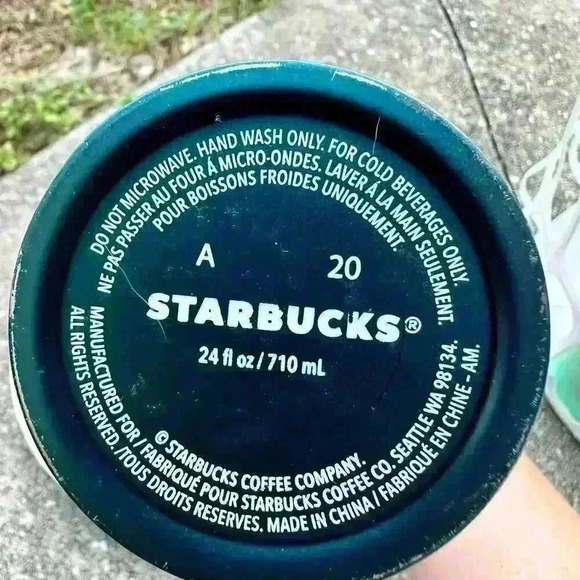 DO NOT MICROWAVE. HAND WASH ONLY. FOR COLD BEVERAGES ONLY.
NE PAS PASSER AU FOUR À MICRO-ONDES. LAVER À LA MAIN SEULEMENT.
POUR BOISSONS FROIDES UNIQUEMENT.
A 20
STARBUCKS®
24 fl oz / 710 mL
© STARBUCKS COFFEE COMPANY.
MANUFACTURED FOR / FABRIQUÉ POUR STARBUCKS COFFEE CO. SEATTLE WA 98134.
ALL RIGHTS RESERVED. / TOUS DROITS RESERVÉS. MADE IN CHINA / FABRIQUÉ EN CHINE - AM.